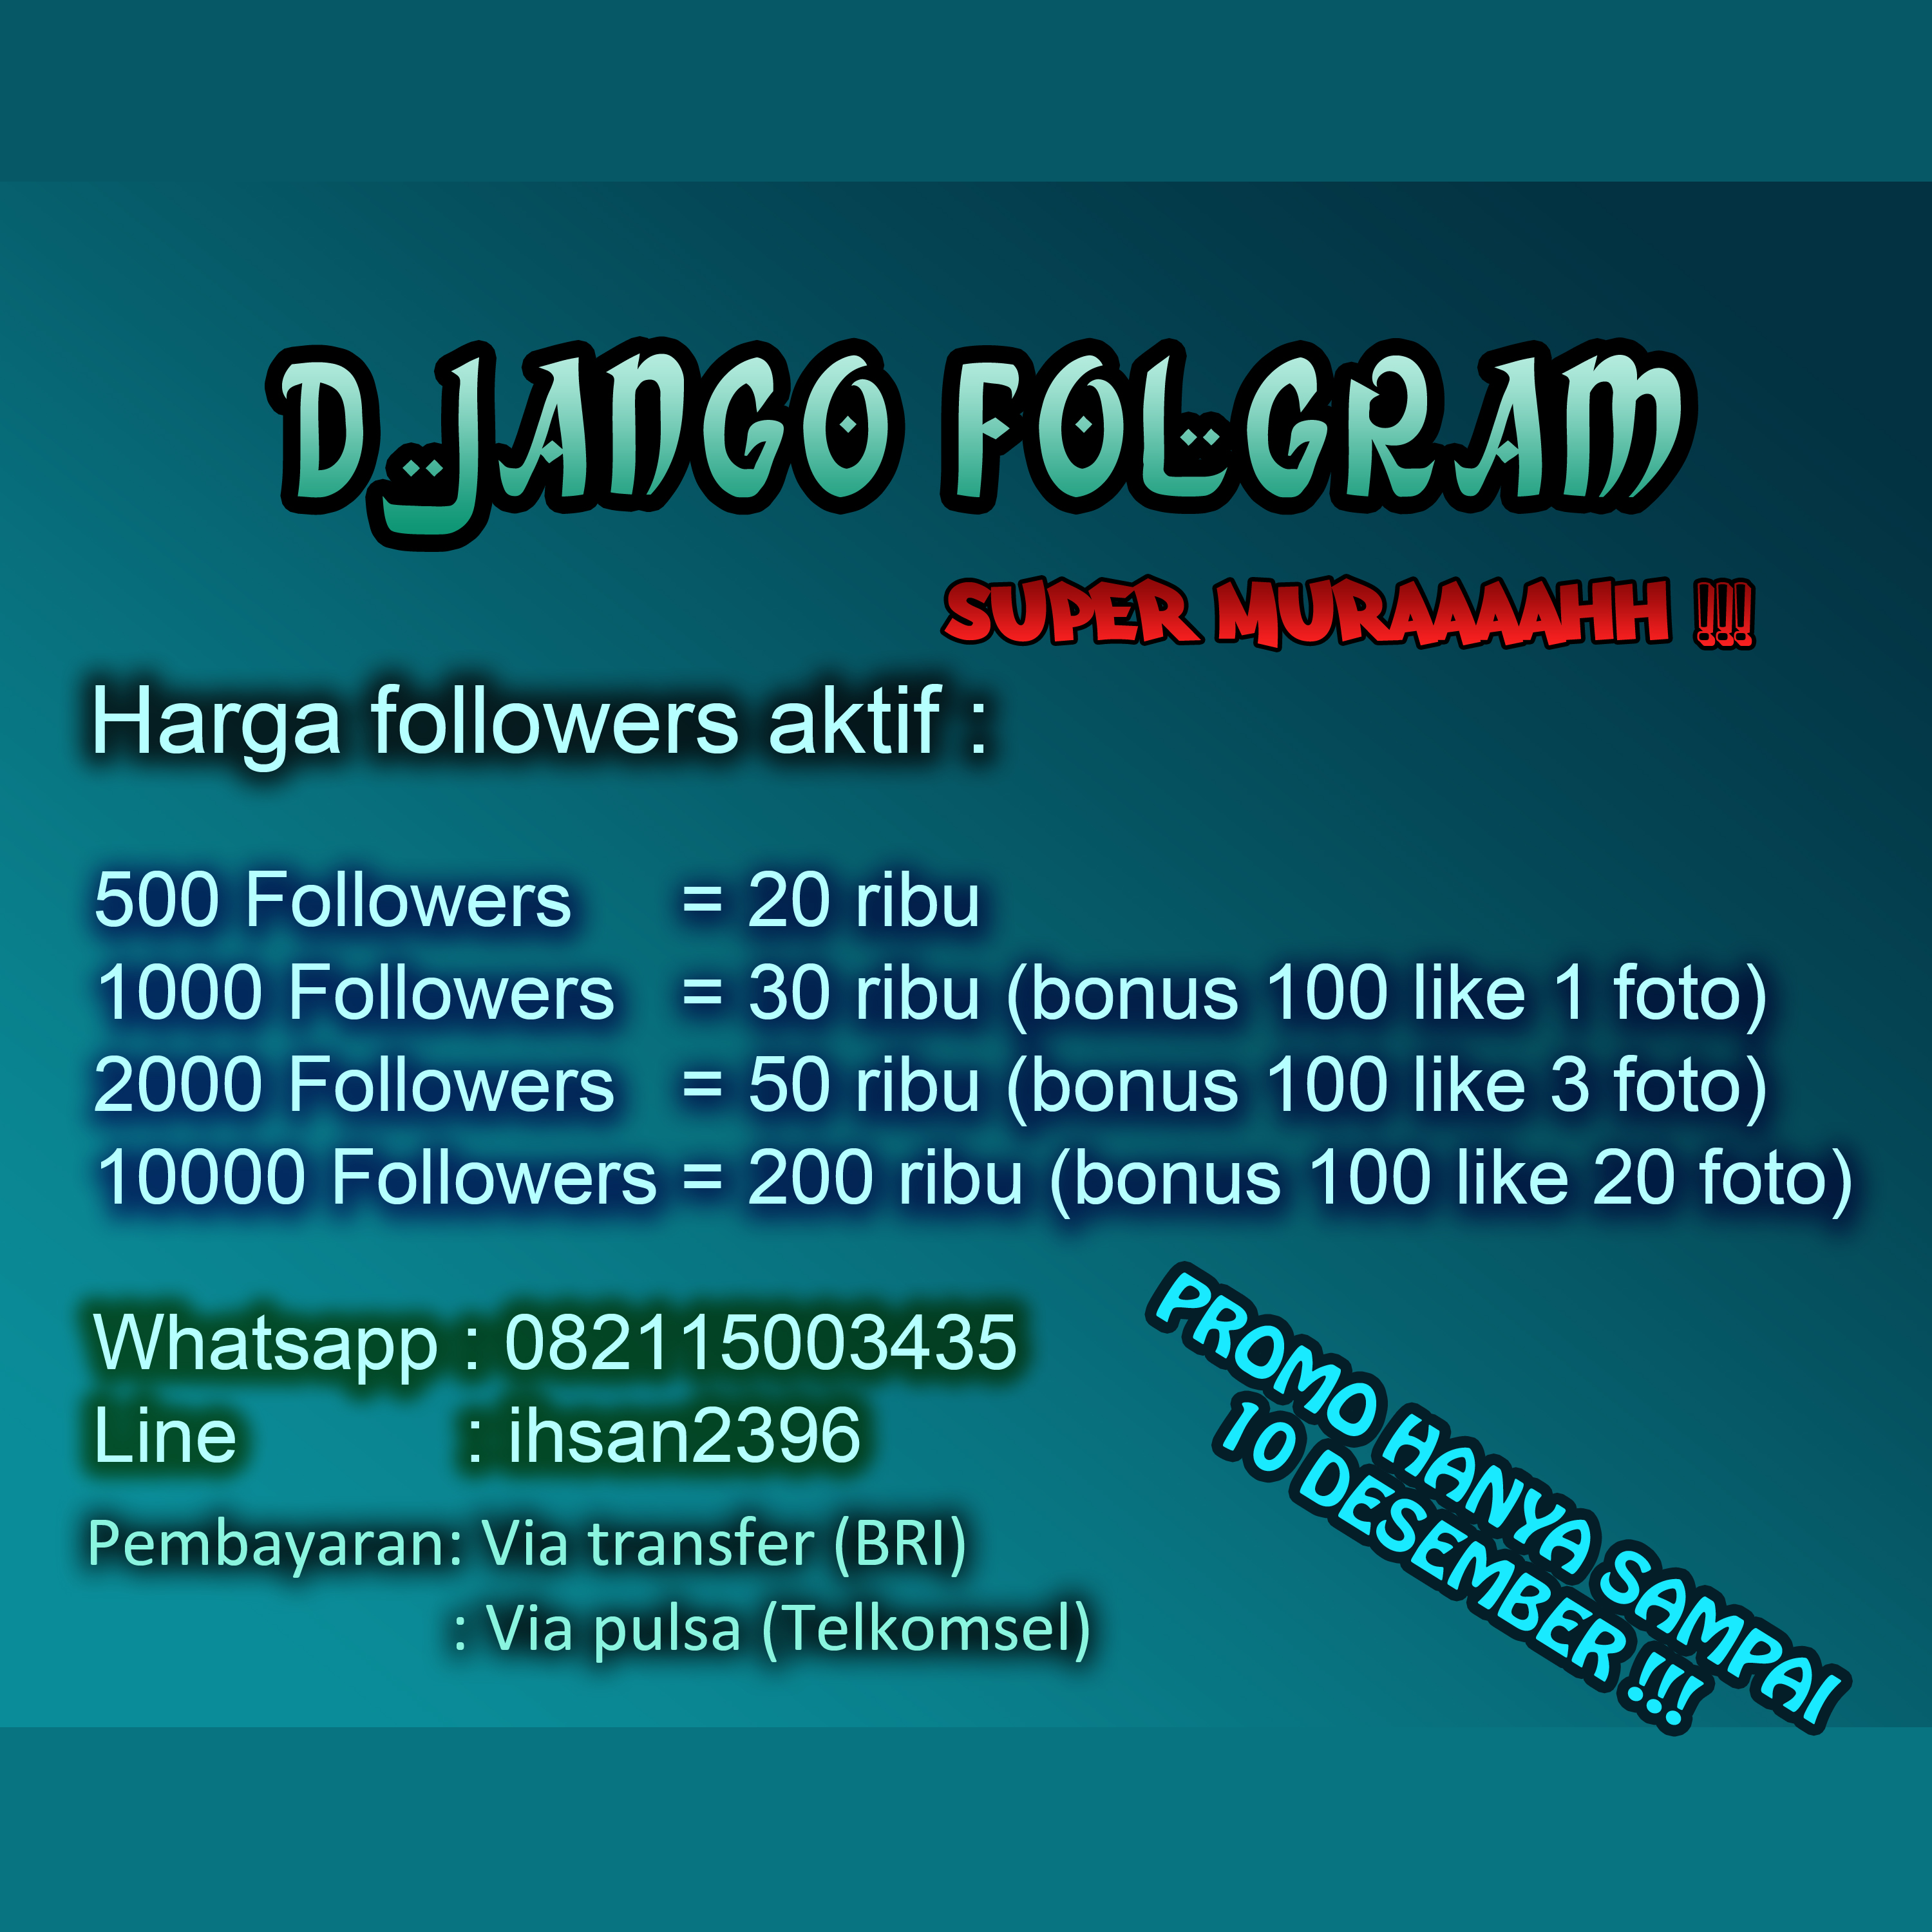 DJANGO FOLGRAM
SUPER MURAAAAHH !!!
Harga followers aktif :
500 Followers = 20 ribu
1000 Followers = 30 ribu (bonus 100 like 1 foto)
2000 Followers = 50 ribu (bonus 100 like 3 foto)
10000 Followers = 200 ribu (bonus 100 like 20 foto)
Whatsapp : 082115003435
Line : ihsan2396
Pembayaran: Via transfer (BRI)
: Via pulsa (Telkomsel)
PROMO HANYA SAMPAI
10 DESEMBER !!!